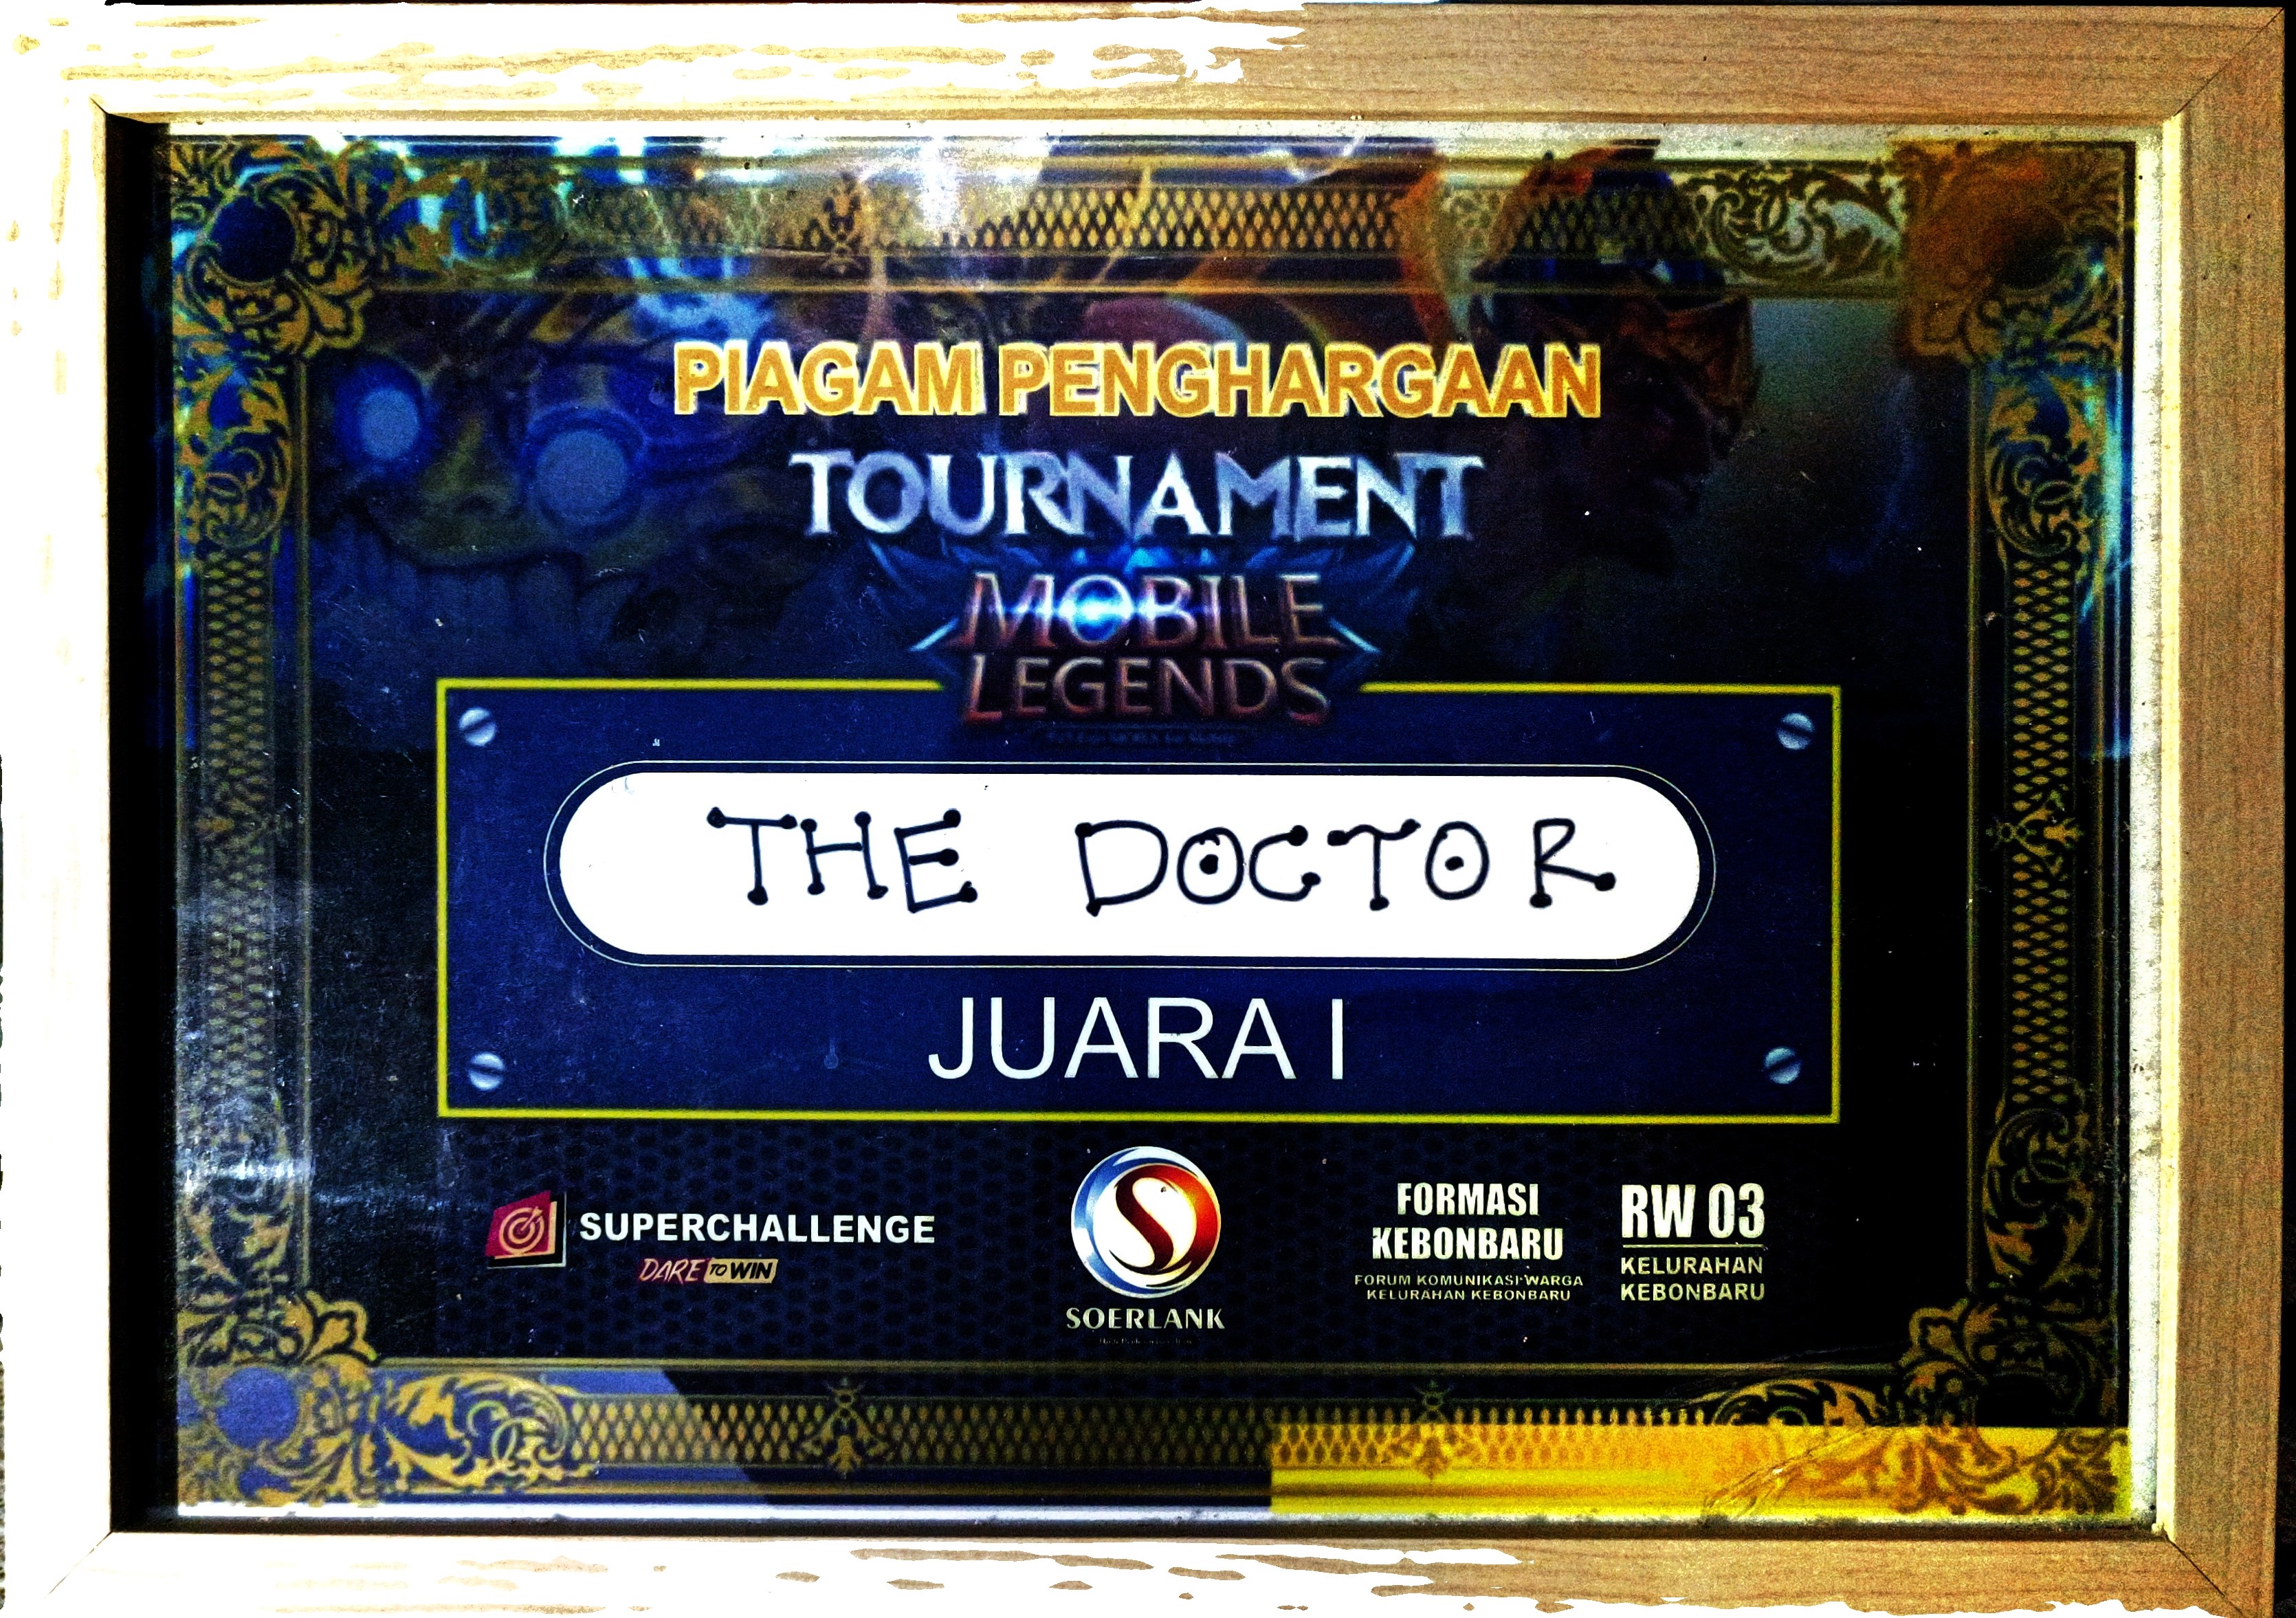 PIAGAM PENGHARGAAN
TOURNAMENT
MOBILE
LEGENDS
THE DOCTOR
JUARA I
SUPERCHALLENGE
DARE TO WIN
SOERLANK
FORMASI
KEBONBARU
FORUM KOMUNIKASI WARGA
KELURAHAN KEBONBARU
RW 03
KELURAHAN
KEBONBARU